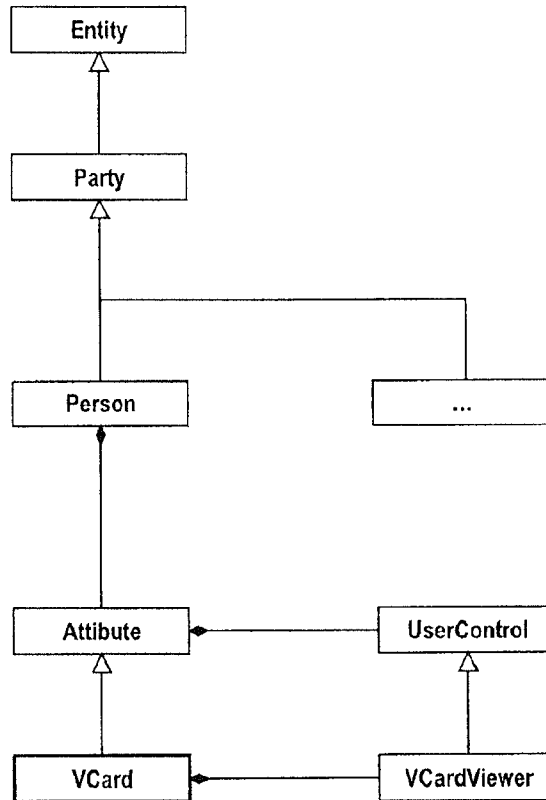 Entity
Party
Person
...
Attibute
UserControl
VCard
VCardViewer